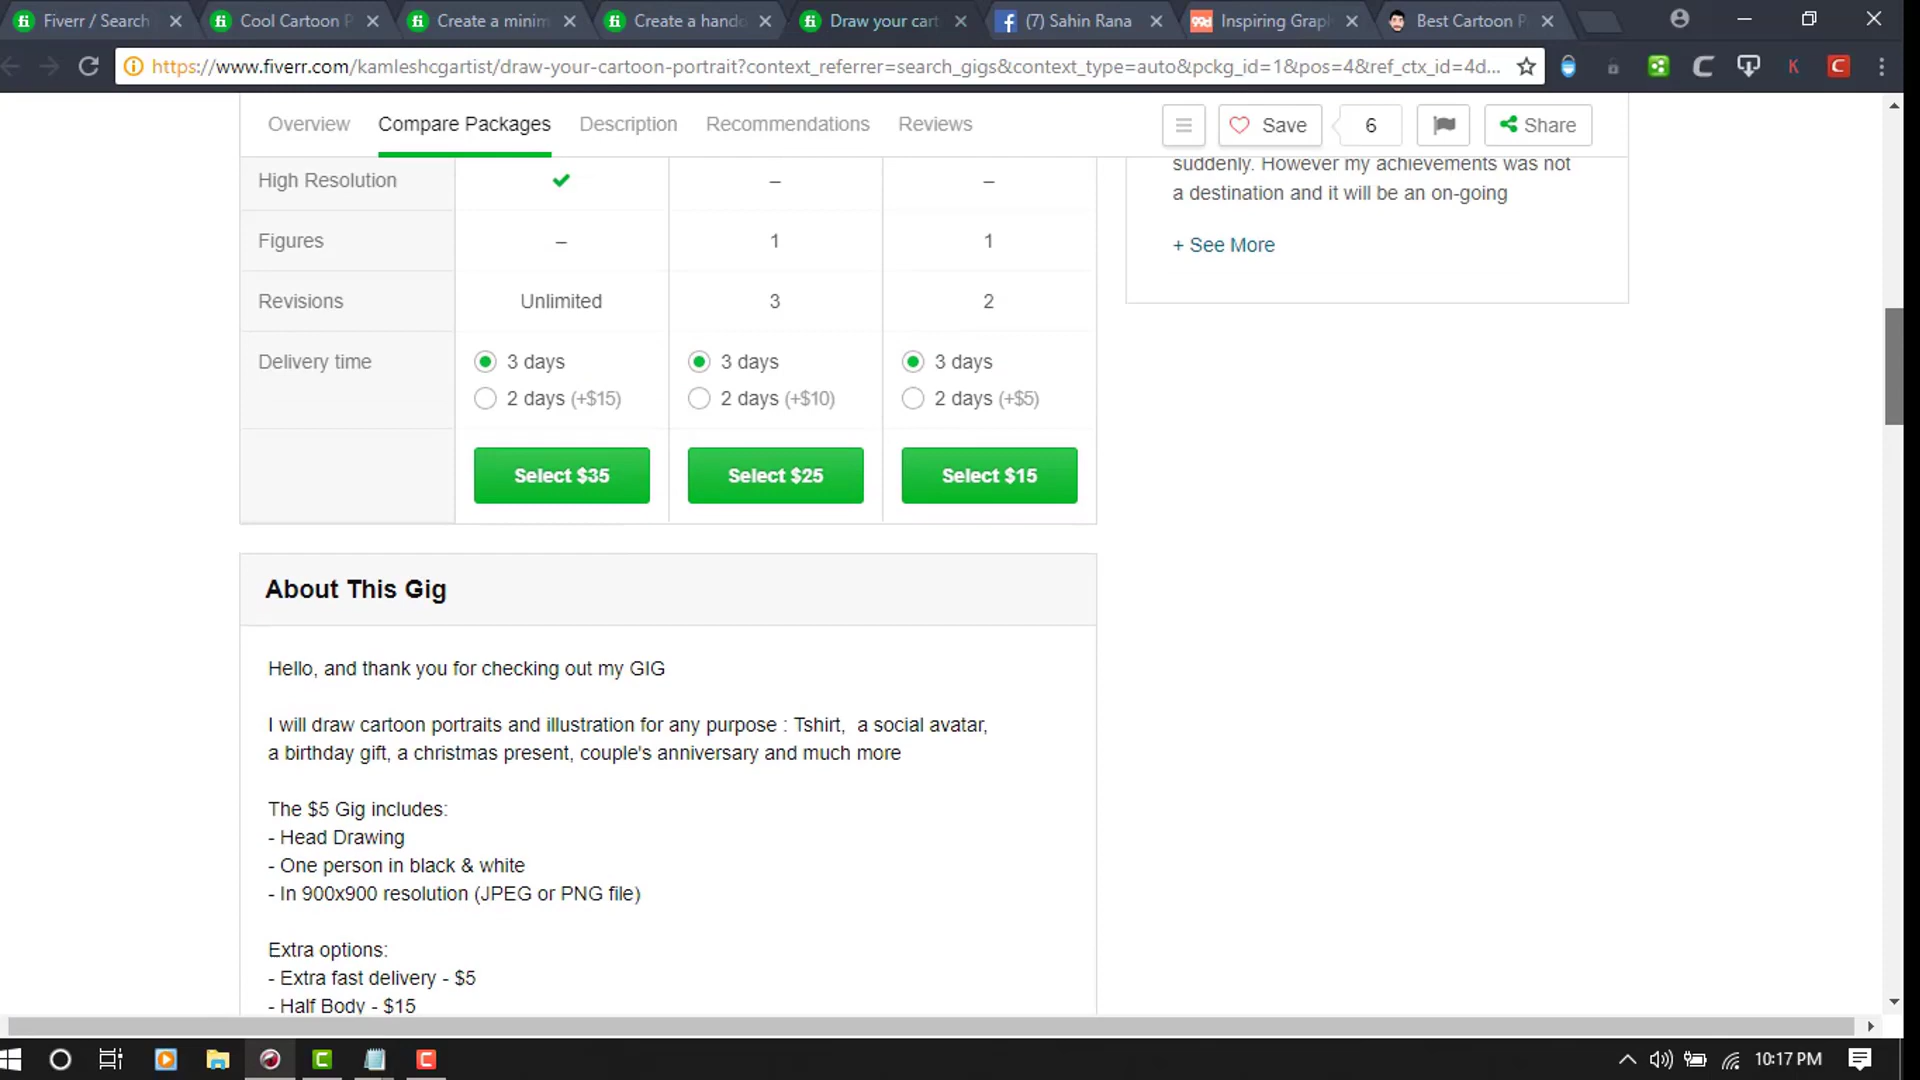 Fiverr / Search
Cool Cartoon P
Create a minim
Create a hando
Draw your cart
(7) Sahin Rana
Inspiring Grap
Best Cartoon P
https://www.fiverr.com/kamleshcgartist/draw-your-cartoon-portrait?context_referrer=search_gigs&context_type=auto&pckg_id=1&pos=4&ref_ctx_id=4d...
Overview
Compare Packages
Description
Recommendations
Reviews
Save
6
Share
suddenly. However my achievements was not
a destination and it will be an on-going
+ See More
High Resolution
–
–
Figures
–
1
1
Revisions
Unlimited
3
2
Delivery time
3 days
3 days
3 days
2 days (+$15)
2 days (+$10)
2 days (+$5)
Select $35
Select $25
Select $15
About This Gig
Hello, and thank you for checking out my GIG
I will draw cartoon portraits and illustration for any purpose : Tshirt,  a social avatar,
a birthday gift, a christmas present, couple's anniversary and much more
The $5 Gig includes:
- Head Drawing
- One person in black & white
- In 900x900 resolution (JPEG or PNG file)
Extra options:
- Extra fast delivery - $5
- Half Body - $15
10:17 PM